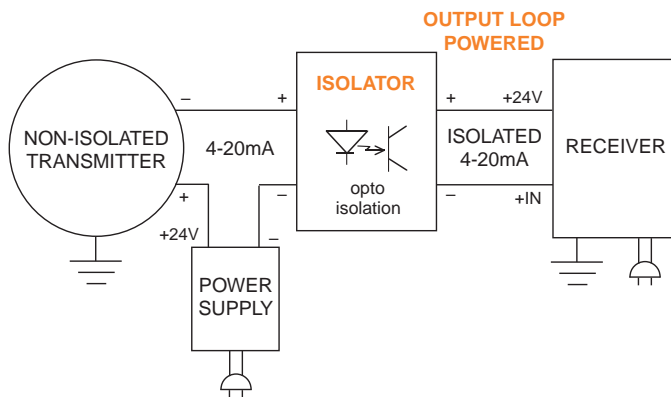 OUTPUT LOOP
POWERED
ISOLATOR
NON-ISOLATED
TRANSMITTER
–
+
4-20mA
+
–
opto
isolation
+
+24V
ISOLATED
4-20mA
–
+IN
RECEIVER
+24V
–
POWER
SUPPLY